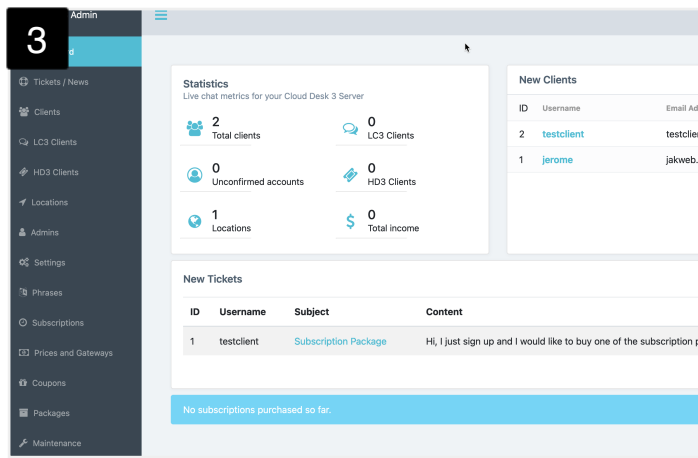 3
Admin
d
Tickets / News
Clients
LC3 Clients
HD3 Clients
Locations
Admins
Settings
Phrases
Subscriptions
Prices and Gateways
Coupons
Packages
Maintenance
Statistics
Live chat metrics for your Cloud Desk 3 Server
2
Total clients
0
LC3 Clients
0
Unconfirmed accounts
0
HD3 Clients
1
Locations
$ 0
Total income
New Clients
ID Username Email Ad
2 testclient testclie
1 jerome jakweb.
New Tickets
ID Username Subject Content
1 testclient Subscription Package Hi, I just sign up and I would like to buy one of the subscription p
No subscriptions purchased so far.